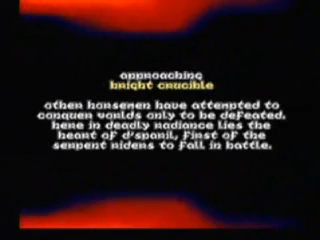 approaching
bright crucible
other horsemen have attempted to
conquer worlds only to be defeated.
here in deadly radiance lies the
heart of d'sparil, first of the
serpent riders to fall in battle.